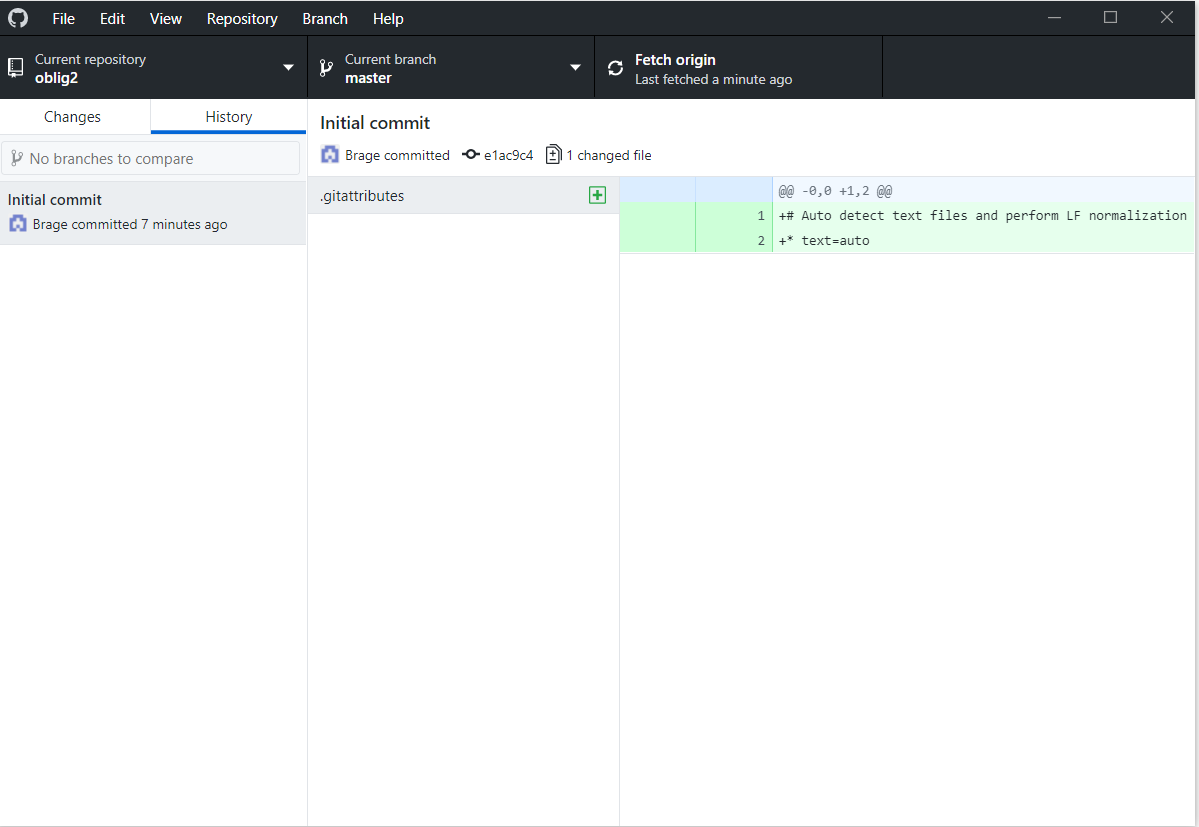 File Edit View Repository Branch Help
Current repository
oblig2
Current branch
master
Fetch origin
Last fetched a minute ago
Changes
History
No branches to compare
Initial commit
Brage committed 7 minutes ago
Initial commit
Brage committed e1ac9c4 1 changed file
.gitattributes
@@ -0,0 +1,2 @@
1 +# Auto detect text files and perform LF normalization
2 +* text=auto